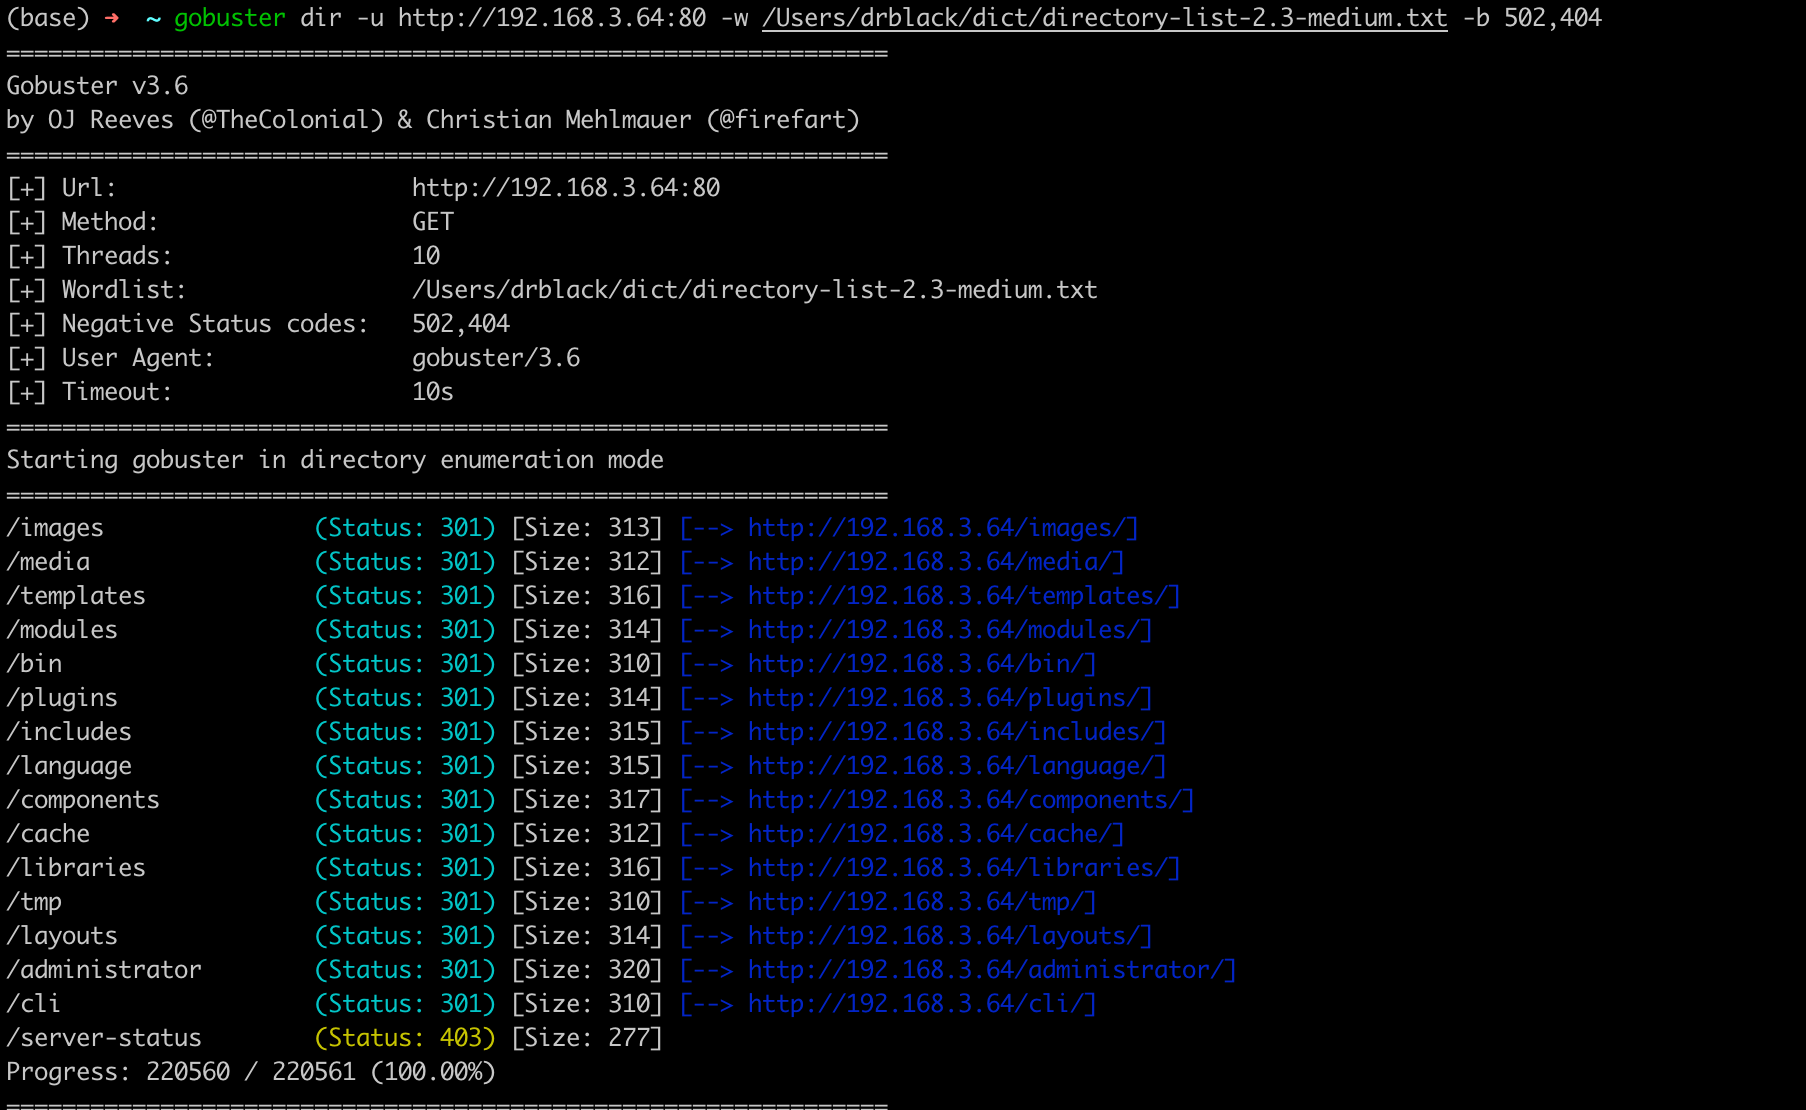 (base) ➜  ~ gobuster dir -u http://192.168.3.64:80 -w /Users/drblack/dict/directory-list-2.3-medium.txt -b 502,404
===============================================================
Gobuster v3.6
by OJ Reeves (@TheColonial) & Christian Mehlmauer (@firefart)
===============================================================
[+] Url:                     http://192.168.3.64:80
[+] Method:                  GET
[+] Threads:                 10
[+] Wordlist:                /Users/drblack/dict/directory-list-2.3-medium.txt
[+] Negative Status codes:   502,404
[+] User Agent:              gobuster/3.6
[+] Timeout:                 10s
===============================================================
Starting gobuster in directory enumeration mode
===============================================================
/images               (Status: 301) [Size: 313] [--> http://192.168.3.64/images/]
/media                (Status: 301) [Size: 312] [--> http://192.168.3.64/media/]
/templates            (Status: 301) [Size: 316] [--> http://192.168.3.64/templates/]
/modules              (Status: 301) [Size: 314] [--> http://192.168.3.64/modules/]
/bin                  (Status: 301) [Size: 310] [--> http://192.168.3.64/bin/]
/plugins              (Status: 301) [Size: 314] [--> http://192.168.3.64/plugins/]
/includes             (Status: 301) [Size: 315] [--> http://192.168.3.64/includes/]
/language             (Status: 301) [Size: 315] [--> http://192.168.3.64/language/]
/components           (Status: 301) [Size: 317] [--> http://192.168.3.64/components/]
/cache                (Status: 301) [Size: 312] [--> http://192.168.3.64/cache/]
/libraries            (Status: 301) [Size: 316] [--> http://192.168.3.64/libraries/]
/tmp                  (Status: 301) [Size: 310] [--> http://192.168.3.64/tmp/]
/layouts              (Status: 301) [Size: 314] [--> http://192.168.3.64/layouts/]
/administrator        (Status: 301) [Size: 320] [--> http://192.168.3.64/administrator/]
/cli                  (Status: 301) [Size: 310] [--> http://192.168.3.64/cli/]
/server-status        (Status: 403) [Size: 277]
Progress: 220560 / 220561 (100.00%)
===============================================================